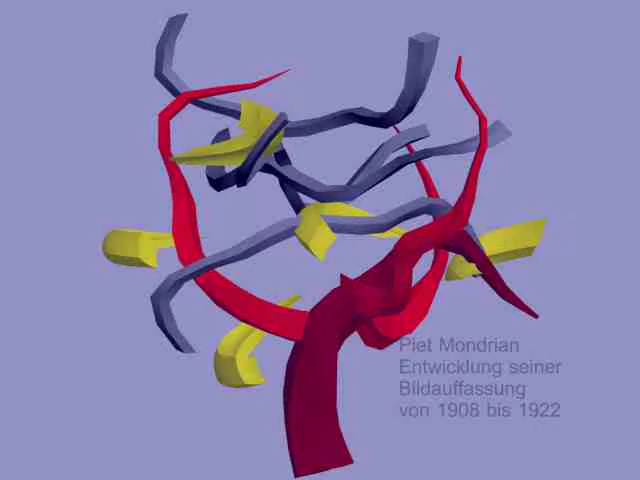 Piet Mondrian
Entwicklung seiner
Bildauffassung
von 1908 bis 1922